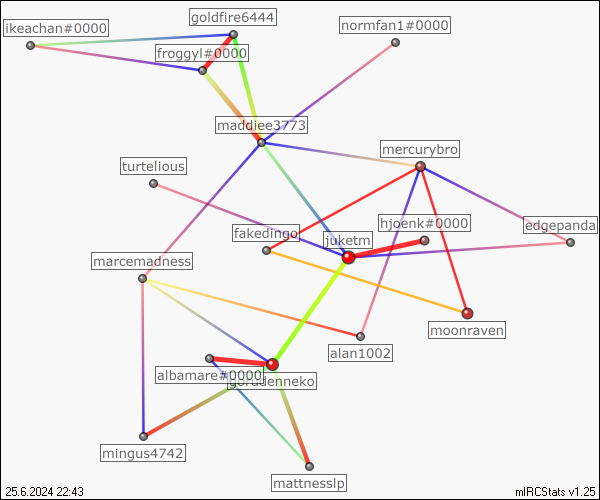 goldfire6444
ikeachan#0000
normfan1#0000
froggyl#0000
maddiee3773
mercurybro
turtelious
hjoenk#0000
edgepanda
fakedingo
juketm
marcemadness
moonraven
alan1002
albamare#0000
gorudenneko
mingus4742
mattnesslp
25.6.2024 22:43
mIRCStats v1.25